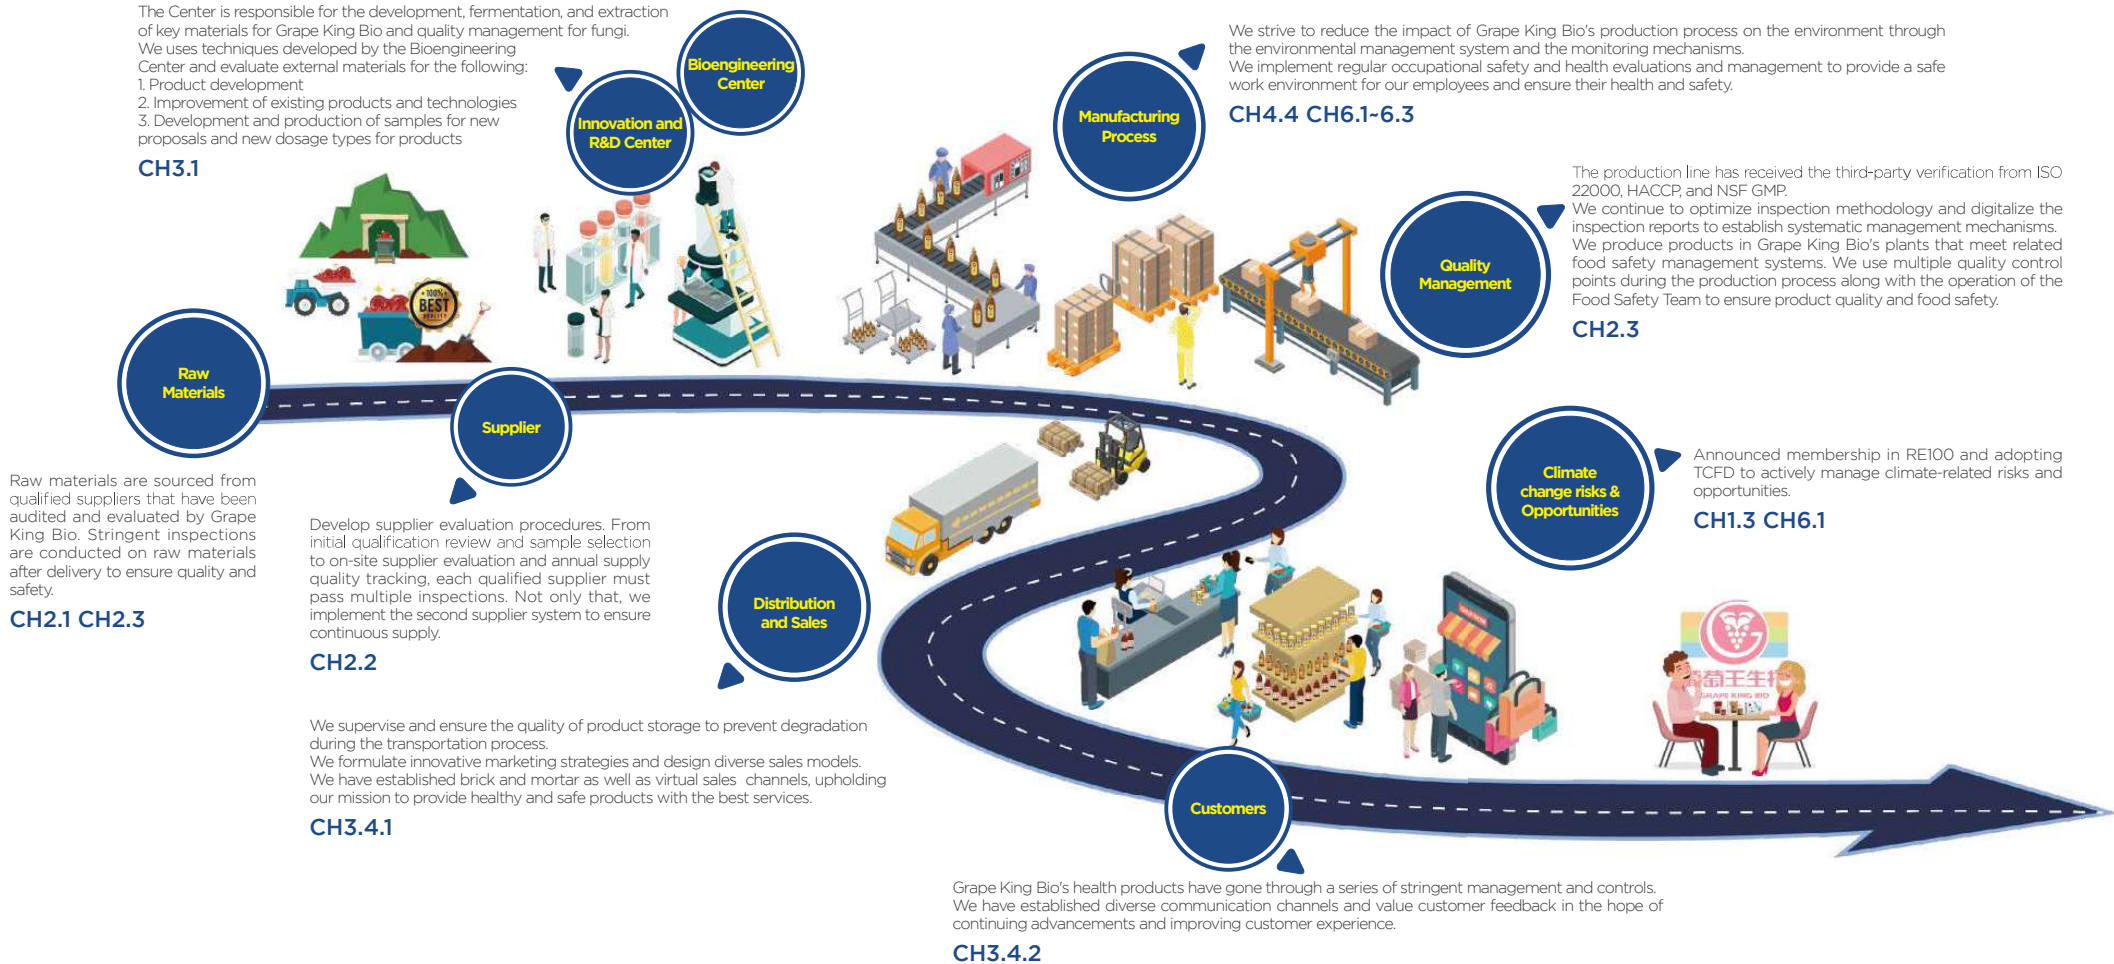 The Center is responsible for the development, fermentation, and extraction
of key materials for Grape King Bio and quality management for fungi.
We uses techniques developed by the Bioengineering
Center and evaluate external materials for the following:
1. Product development
2. Improvement of existing products and technologies
3. Development and production of samples for new
proposals and new dosage types for products
CH3.1
Bioengineering
Center
Innovation and
R&D Center
Manufacturing
Process
We strive to reduce the impact of Grape King Bio's production process on the environment through
the environmental management system and the monitoring mechanisms.
We implement regular occupational safety and health evaluations and management to provide a safe
work environment for our employees and ensure their health and safety.
CH4.4 CH6.1~6.3
Quality
Management
The production line has received the third-party verification from ISO
22000, HACCP, and NSF GMP.
We continue to optimize inspection methodology and digitalize the
inspection reports to establish systematic management mechanisms.
We produce products in Grape King Bio's plants that meet related
food safety management systems. We use multiple quality control
points during the production process along with the operation of the
Food Safety Team to ensure product quality and food safety.
CH2.3
100%
BEST
Raw
Materials
Raw materials are sourced from
qualified suppliers that have been
audited and evaluated by Grape
King Bio. Stringent inspections
are conducted on raw materials
after delivery to ensure quality and
safety.
CH2.1 CH2.3
Supplier
Develop supplier evaluation procedures. From
initial qualification review and sample selection
to on-site supplier evaluation and annual supply
quality tracking, each qualified supplier must
pass multiple inspections. Not only that, we
implement the second supplier system to ensure
continuous supply.
CH2.2
Climate
change risks &
Opportunities
Announced membership in RE100 and adopting
TCFD to actively manage climate-related risks and
opportunities.
CH1.3 CH6.1
Distribution
and Sales
We supervise and ensure the quality of product storage to prevent degradation
during the transportation process.
We formulate innovative marketing strategies and design diverse sales models.
We have established brick and mortar as well as virtual sales channels, upholding
our mission to provide healthy and safe products with the best services.
CH3.4.1
葡萄王生技
GRAPE KING BIO
Customers
Grape King Bio's health products have gone through a series of stringent management and controls.
We have established diverse communication channels and value customer feedback in the hope of
continuing advancements and improving customer experience.
CH3.4.2